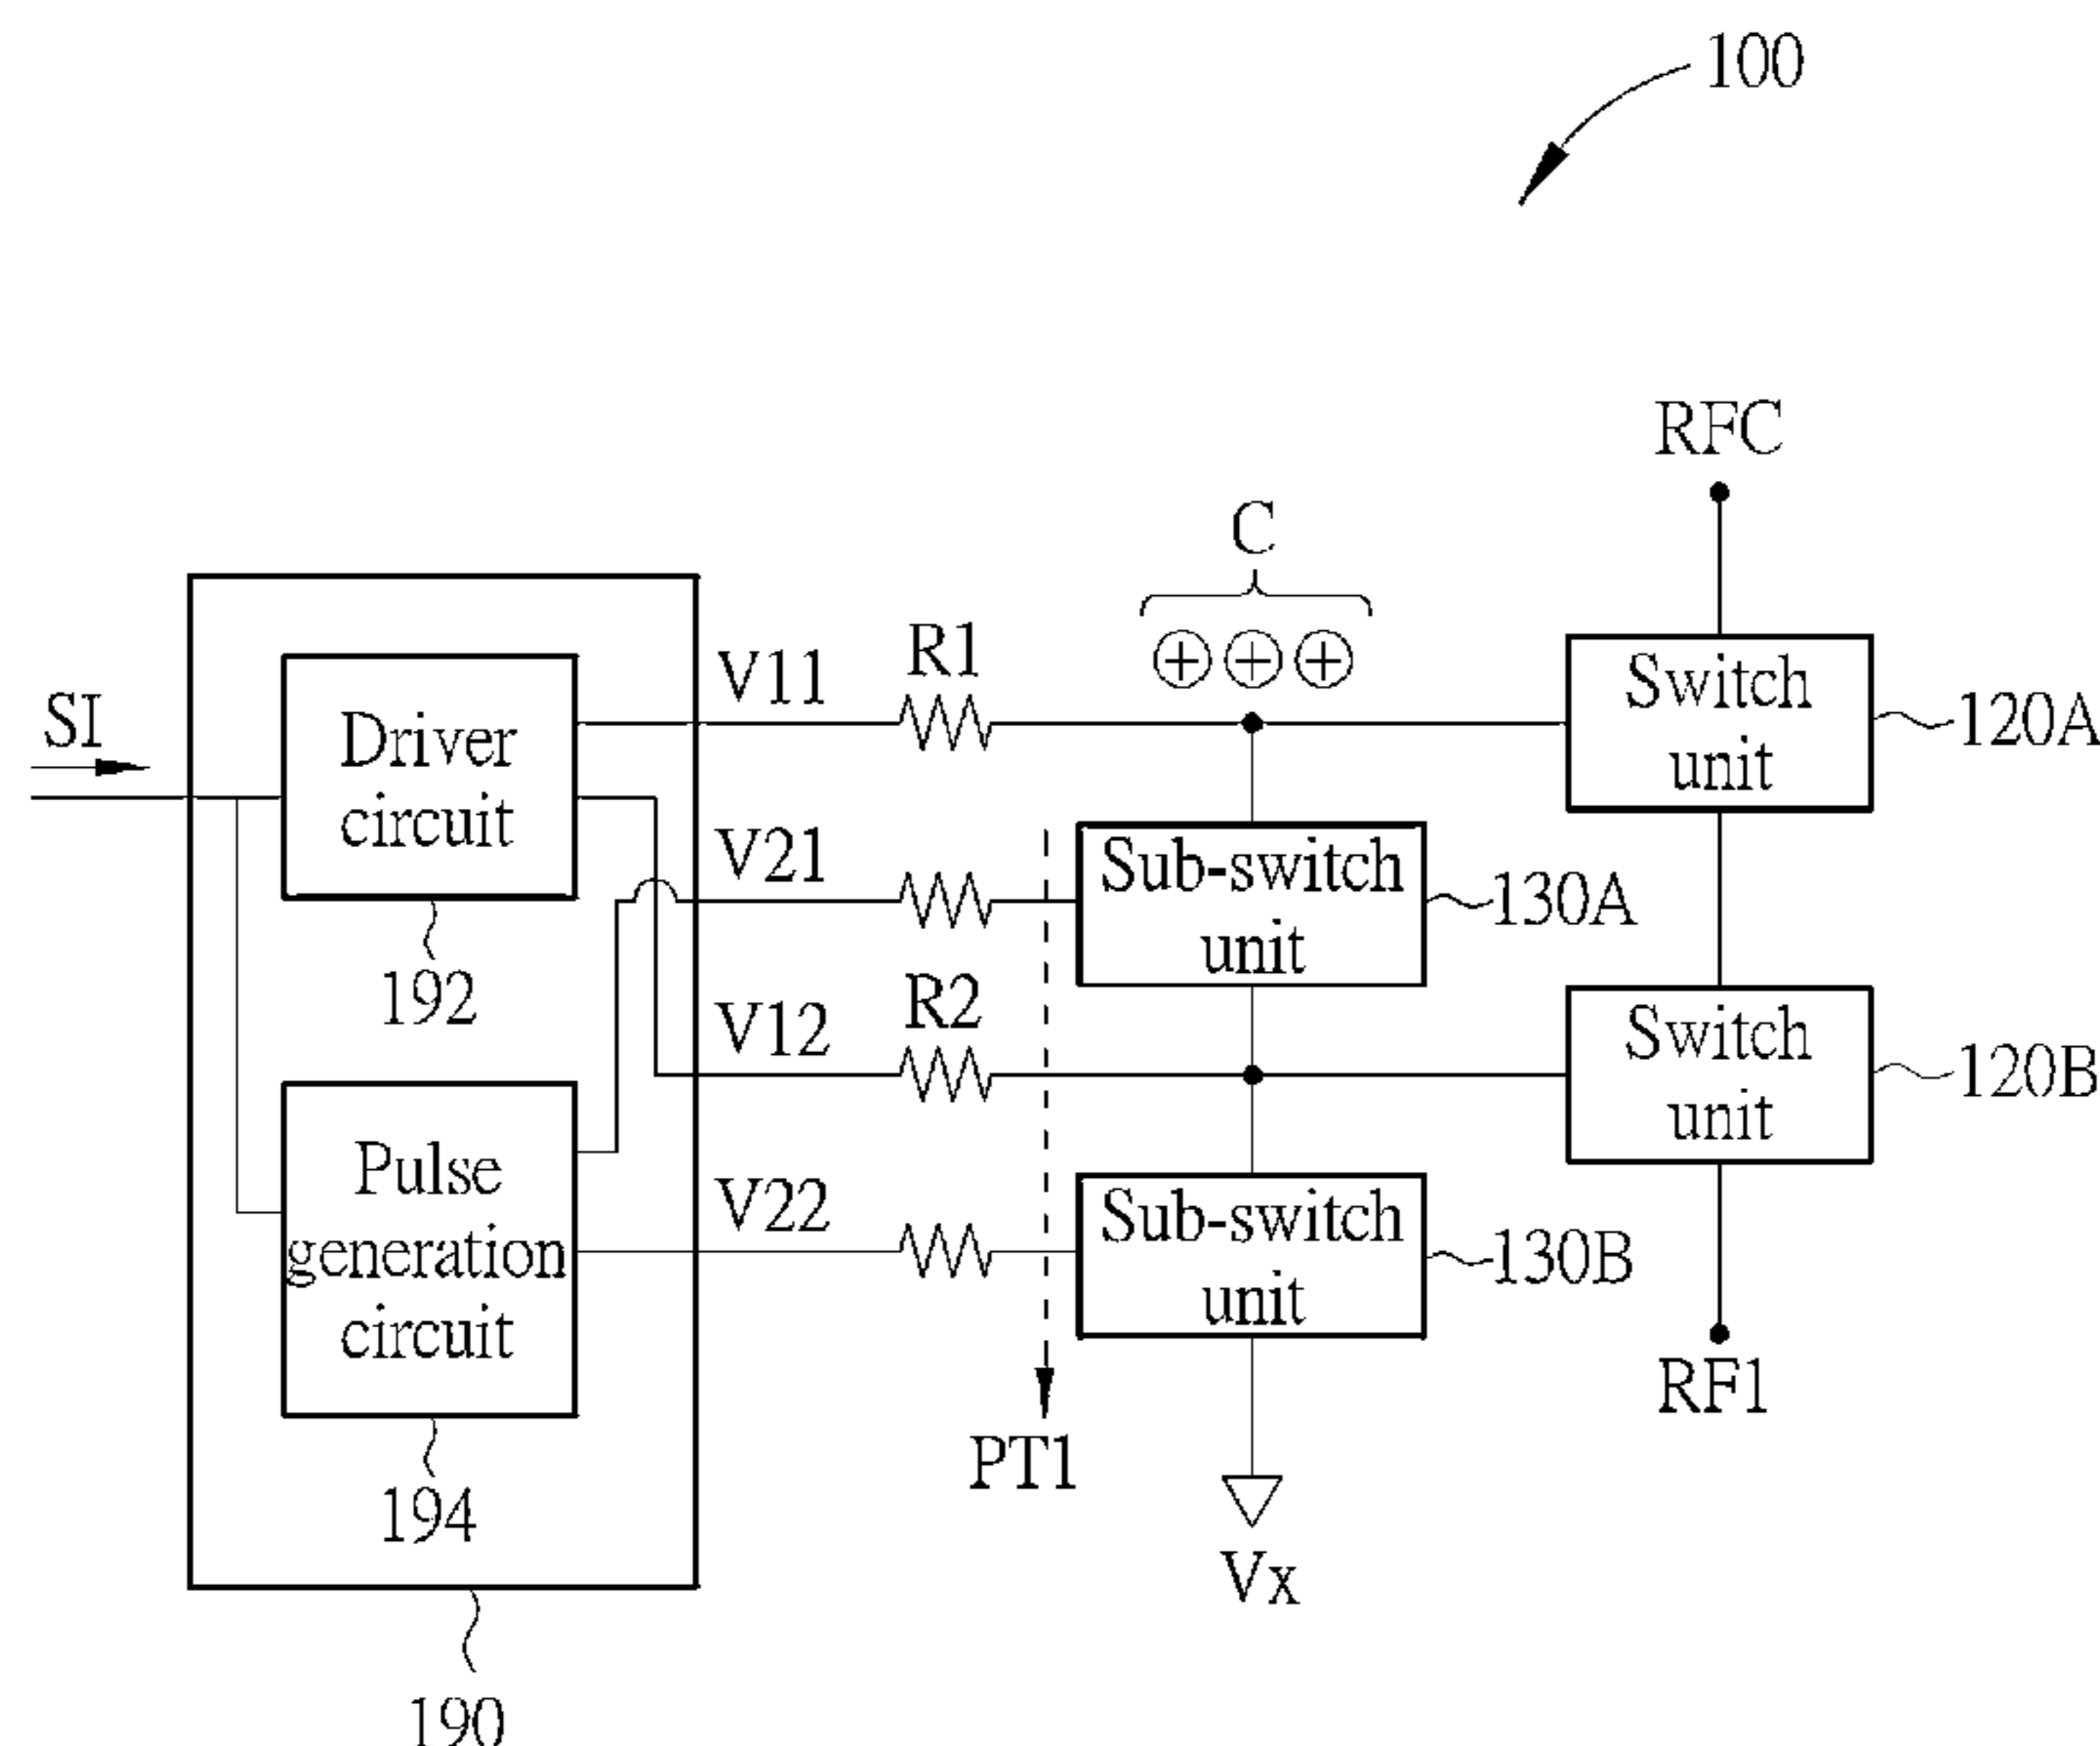 100
RFC
C
+ + +
SI
V11
R1
Driver
circuit
192
Switch
unit
120A
V21
Sub-switch
unit
130A
V12
R2
Switch
unit
120B
Pulse
generation
circuit
194
V22
Sub-switch
unit
130B
PT1
RF1
Vx
190